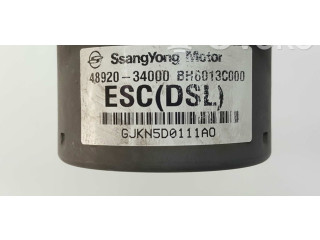 SsangYong Motor
48920-34000 BH6013C000
ESC(DSL)
GJKN5D0111A0